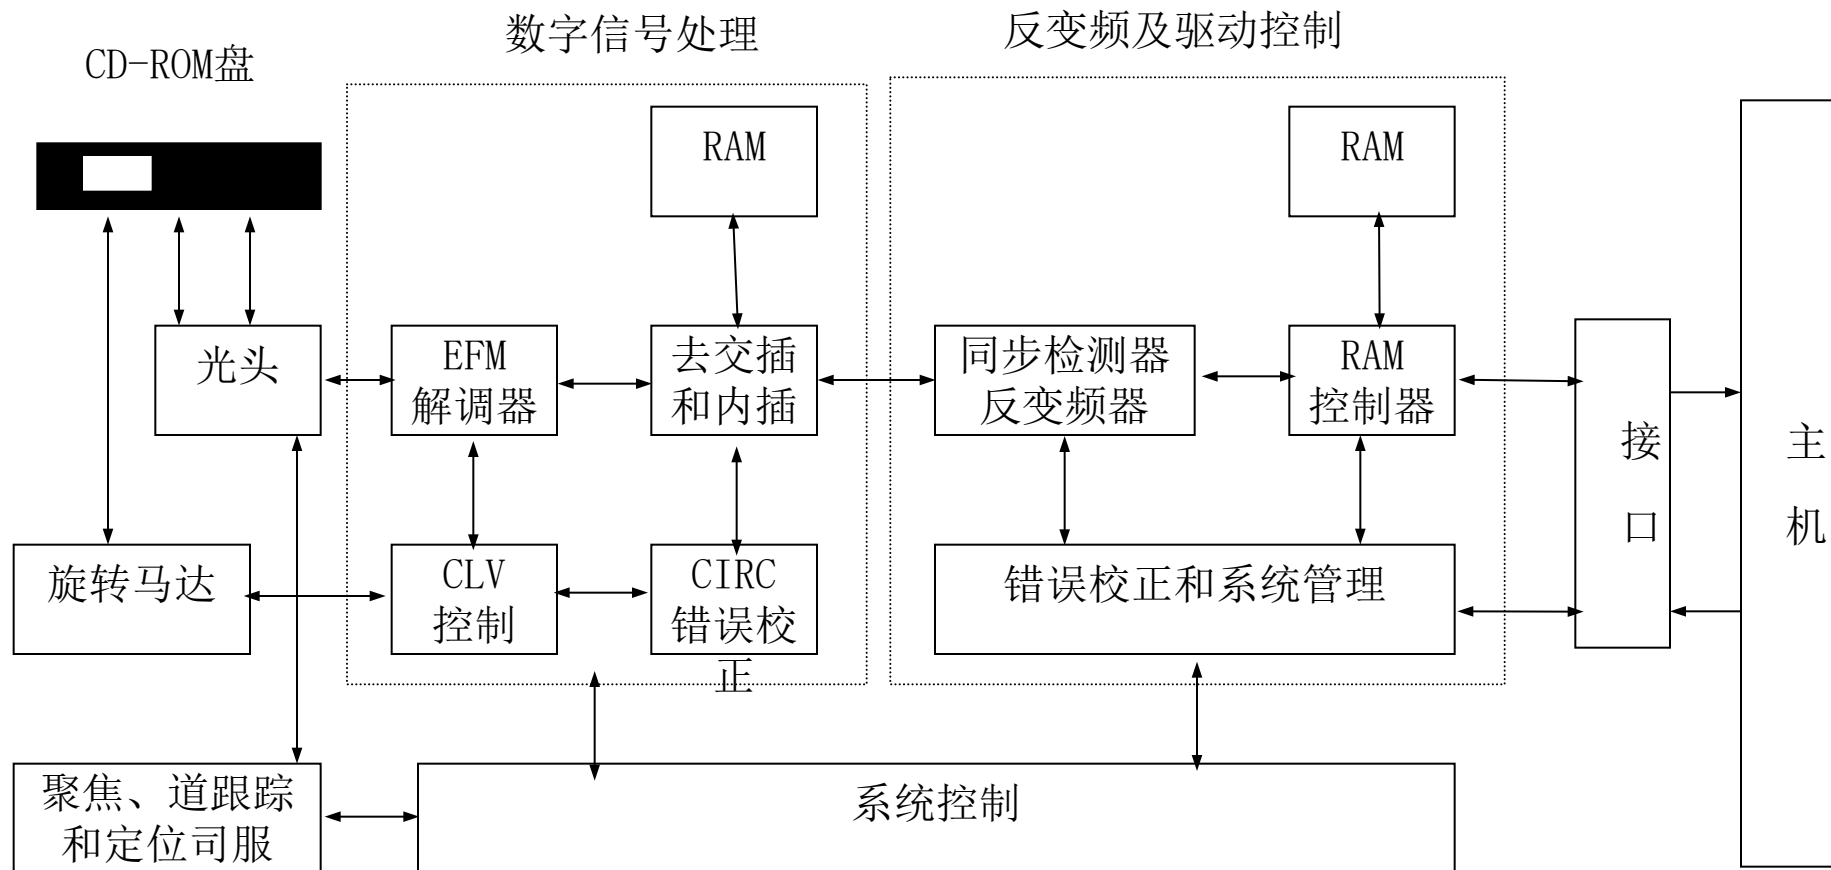 数字信号处理
反变频及驱动控制
CD-ROM盘
RAM
RAM
光头
EFM
解调器
去交插
和内插
同步检测器
反变频器
RAM
控制器
接
口
主
机
旋转马达
CLV
控制
CIRC
错误校
正
错误校正和系统管理
聚焦、道跟踪
和定位司服
系统控制